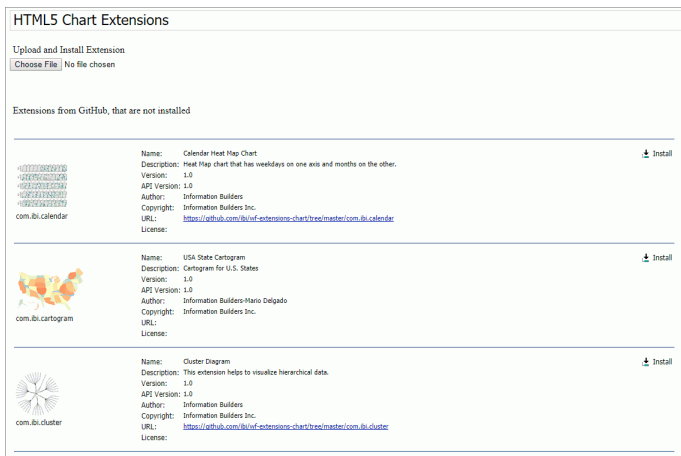 HTML5 Chart Extensions
Upload and Install Extension
Choose File No file chosen
Extensions from GitHub, that are not installed
Name: Calendar Heat Map Chart
Install
Description: Heat Map chart that has weekdays on one axis and months on the other.
Version: 1.0
API Version: 1.0
Author: Information Builders
Copyright: Information Builders Inc.
com.ibi.calendar
URL: https://github.com/ibi/wf-extensions-chart/tree/master/com.ibi.calendar
License:
Name: USA State Cartogram
Install
Description: Cartogram for U.S. States
Version: 1.0
API Version: 1.0
Author: Information Builders-Mario Delgado
Copyright: Information Builders Inc.
com.ibi.cartogram
URL:
License:
Name: Cluster Diagram
Install
Description: This extension helps to visualize hierarchical data.
Version: 1.0
API Version: 1.0
Author: Information Builders
Copyright: Information Builders Inc.
com.ibi.cluster
URL: https://github.com/ibi/wf-extensions-chart/tree/master/com.ibi.cluster
License: